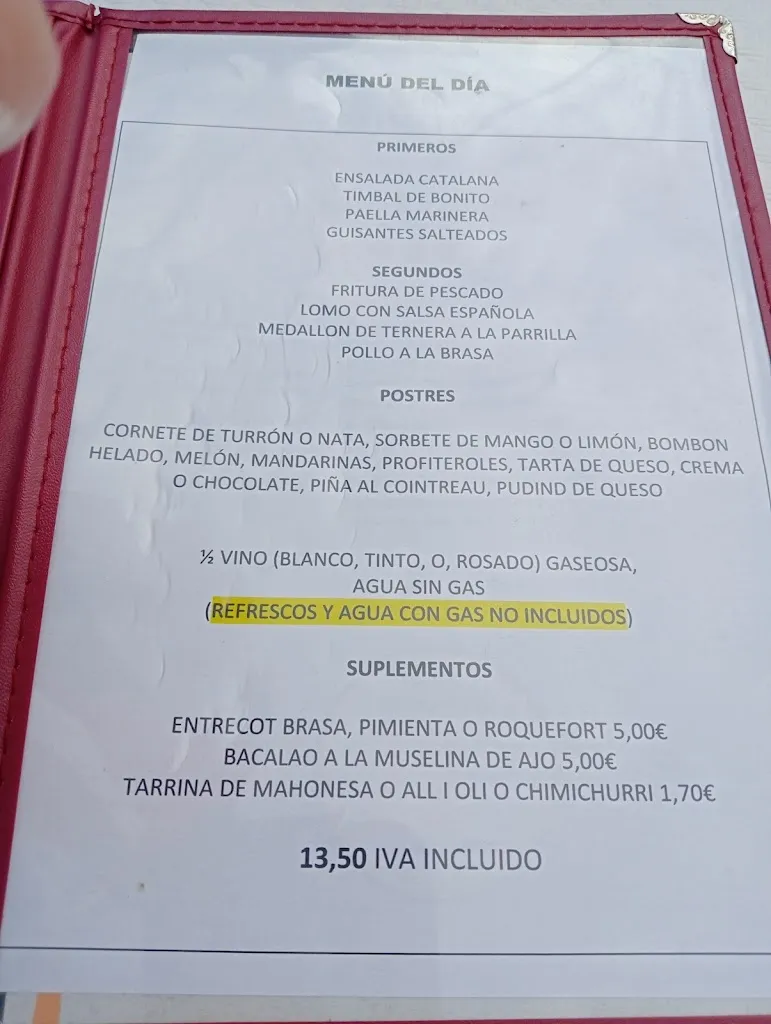 MENÚ DEL DÍA
PRIMEROS
ENSALADA CATALANA
TIMBAL DE BONITO
PAELLA MARINERA
GUISANTES SALTEADOS
SEGUNDOS
FRITURA DE PESCADO
LOMO CON SALSA ESPAÑOLA
MEDALLON DE TERNERA A LA PARRILLA
POLLO A LA BRASA
POSTRES
CORNETE DE TURRÓN O NATA, SORBETE DE MANGO O LIMÓN, BOMBON
HELADO, MELÓN, MANDARINAS, PROFITEROLES, TARTA DE QUESO, CREMA
O CHOCOLATE, PIÑA AL COINTREAU, PUDIND DE QUESO
½ VINO (BLANCO, TINTO, O, ROSADO) GASEOSA,
AGUA SIN GAS
(REFRESCOS Y AGUA CON GAS NO INCLUIDOS)
SUPLEMENTOS
ENTRECOT BRASA, PIMIENTA O ROQUEFORT 5,00€
BACALAO A LA MUSELINA DE AJO 5,00€
TARRINA DE MAHONESA O ALL I OLI O CHIMICHURRI 1,70€
13,50 IVA INCLUIDO